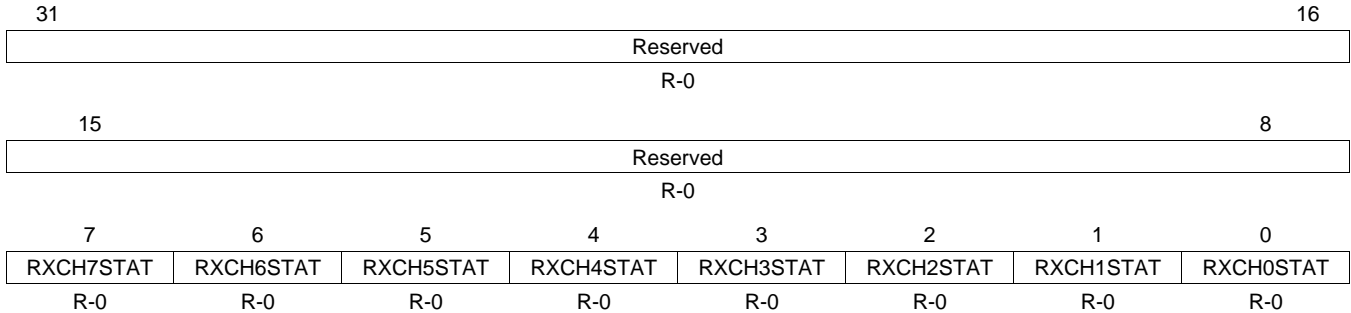 31 16
Reserved
R-0
15 8
Reserved
R-0
7 6 5 4 3 2 1 0
RXCH7STAT RXCH6STAT RXCH5STAT RXCH4STAT RXCH3STAT RXCH2STAT RXCH1STAT RXCH0STAT
R-0 R-0 R-0 R-0 R-0 R-0 R-0 R-0